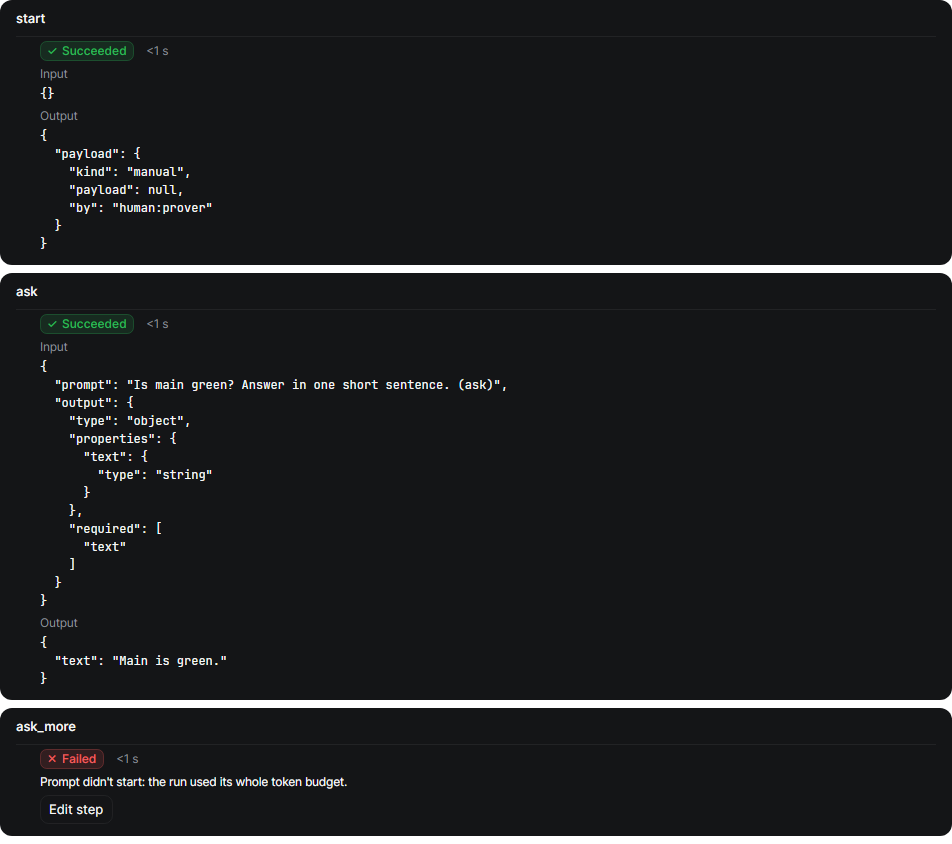 start
Succeeded <1 s
Input
{}
Output
{
  "payload": {
    "kind": "manual",
    "payload": null,
    "by": "human:prover"
  }
}
ask
Succeeded <1 s
Input
{
  "prompt": "Is main green? Answer in one short sentence. (ask)",
  "output": {
    "type": "object",
    "properties": {
      "text": {
        "type": "string"
      }
    },
    "required": [
      "text"
    ]
  }
}
Output
{
  "text": "Main is green."
}
ask_more
Failed <1 s
Prompt didn't start: the run used its whole token budget.
Edit step